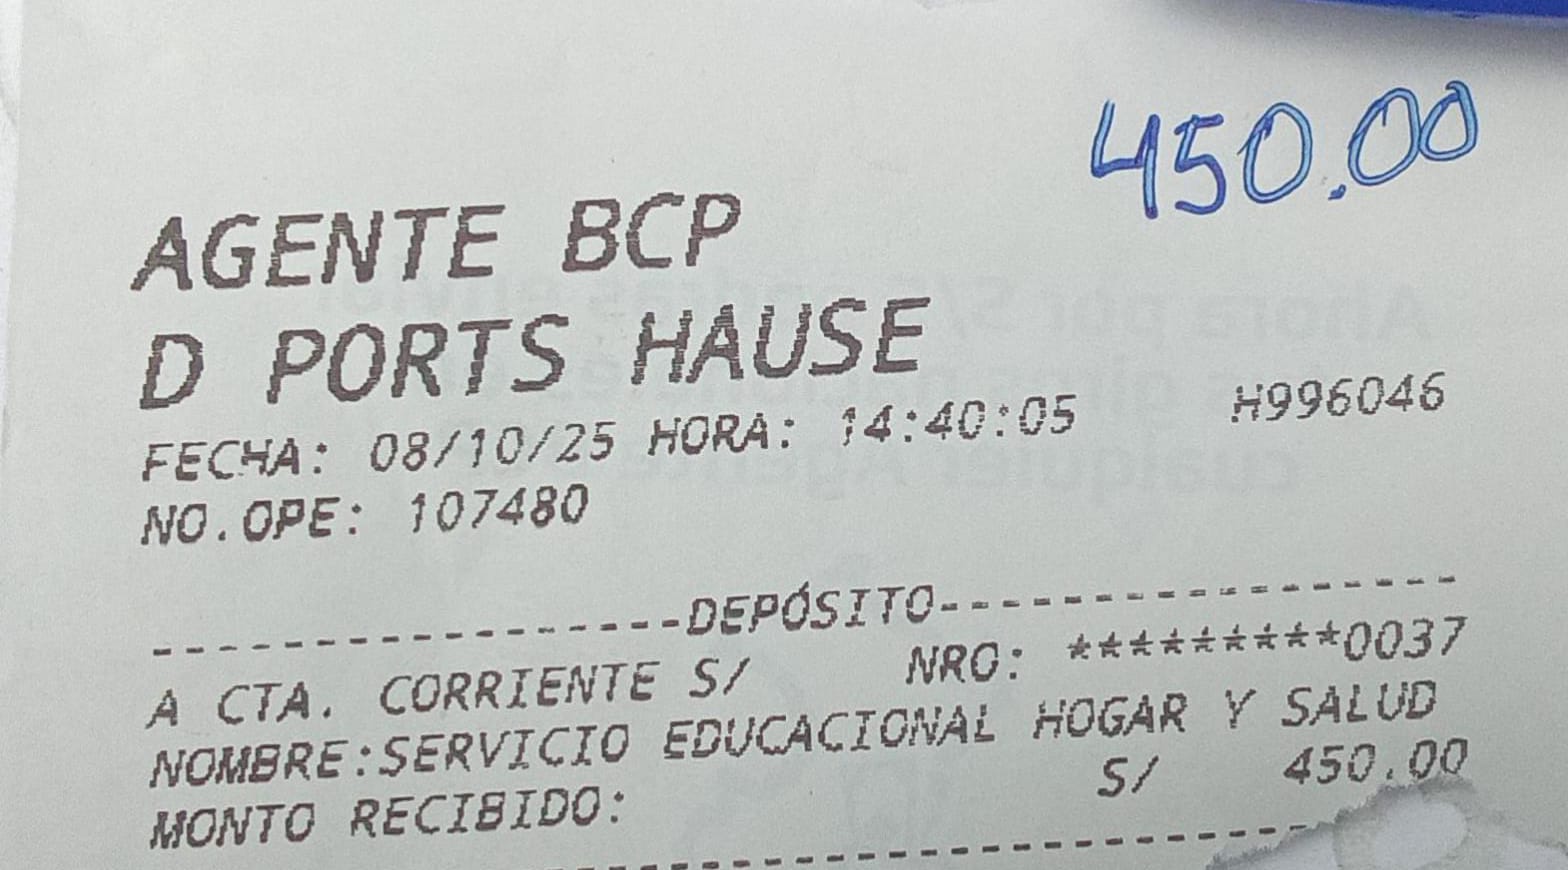 450.00
AGENTE BCP
D PORTS HAUSE
FECHA: 08/10/25 HORA: 14:40:05 H996046
NO.OPE: 107480
------------------DEPÓSITO------------------
A CTA. CORRIENTE S/ NRO: *********0037
NOMBRE:SERVICIO EDUCACIONAL HOGAR Y SALUD
MONTO RECIBIDO: S/ 450.00